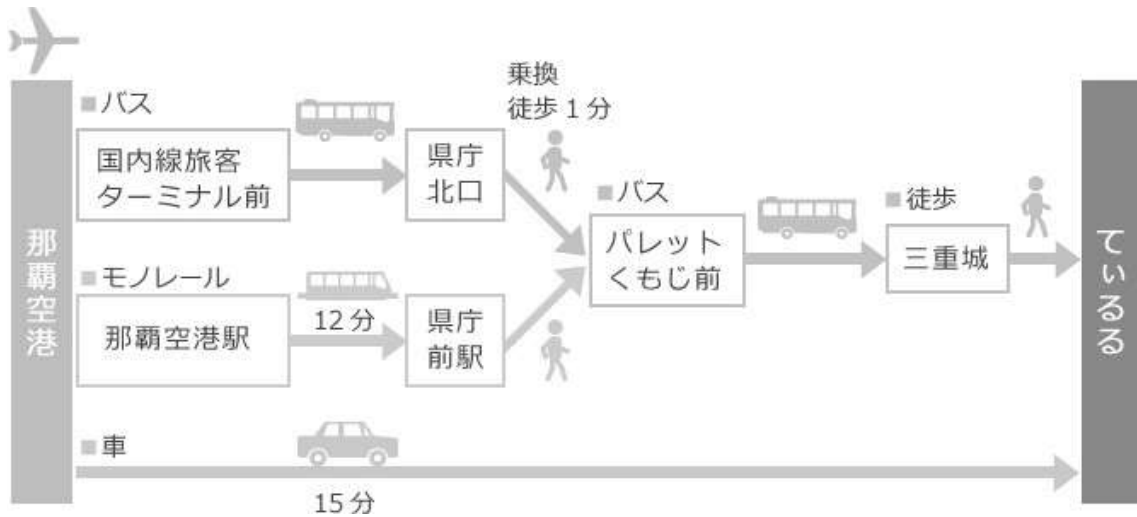 那覇空港
■バス
国内線旅客
ターミナル前
県庁
北口
乗換
徒歩1分
■モノレール
那覇空港駅
12分
県庁
前駅
■バス
パレット
くもじ前
■徒歩
三重城
■車
15分
てぃるる